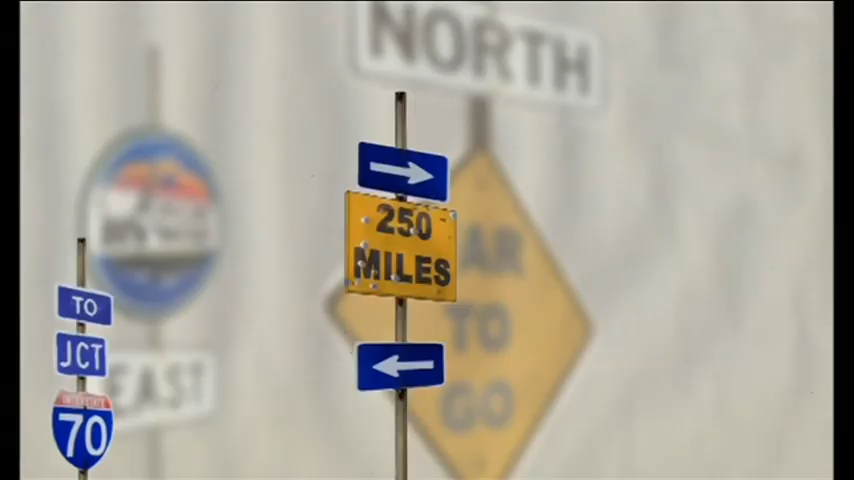 NORTH
250
MILES
TO
GO
TO
JCT
EAST
INTERSTATE
70